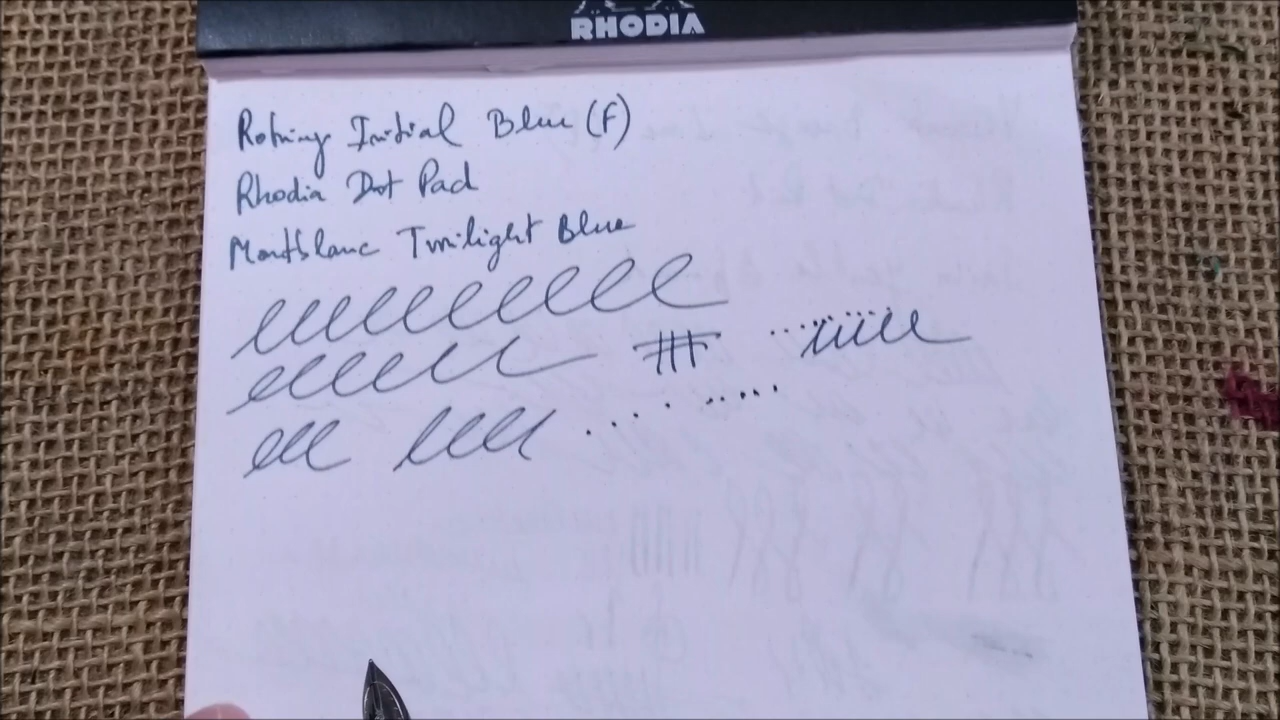 RHODIA
Rotring Initial Blue (F)
Rhodia Dot Pad
Montblanc Twilight Blue